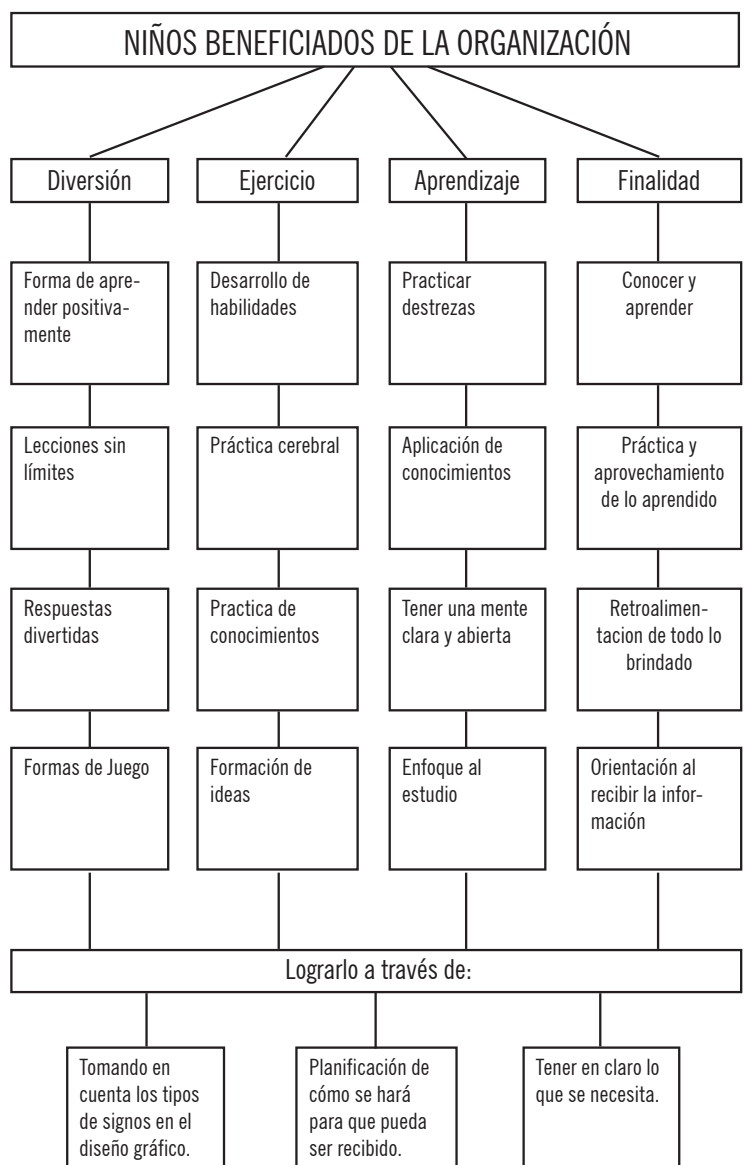 NIÑOS BENEFICIADOS DE LA ORGANIZACIÓN
Diversión
Ejercicio
Aprendizaje
Finalidad
Forma de apre-
nder positiva-
mente
Desarrollo de
habilidades
Practicar
destrezas
Conocer y
aprender
Lecciones sin
límites
Práctica cerebral
Aplicación de
conocimientos
Práctica y
aprovechamiento
de lo aprendido
Respuestas
divertidas
Practica de
conocimientos
Tener una mente
clara y abierta
Retroalimen-
tacion de todo lo
brindado
Formas de Juego
Formación de
ideas
Enfoque al
estudio
Orientación al
recibir la infor-
mación
Lograrlo a través de:
Tomando en
cuenta los tipos
de signos en el
diseño gráfico.
Planificación de
cómo se hará
para que pueda
ser recibido.
Tener en claro lo
que se necesita.